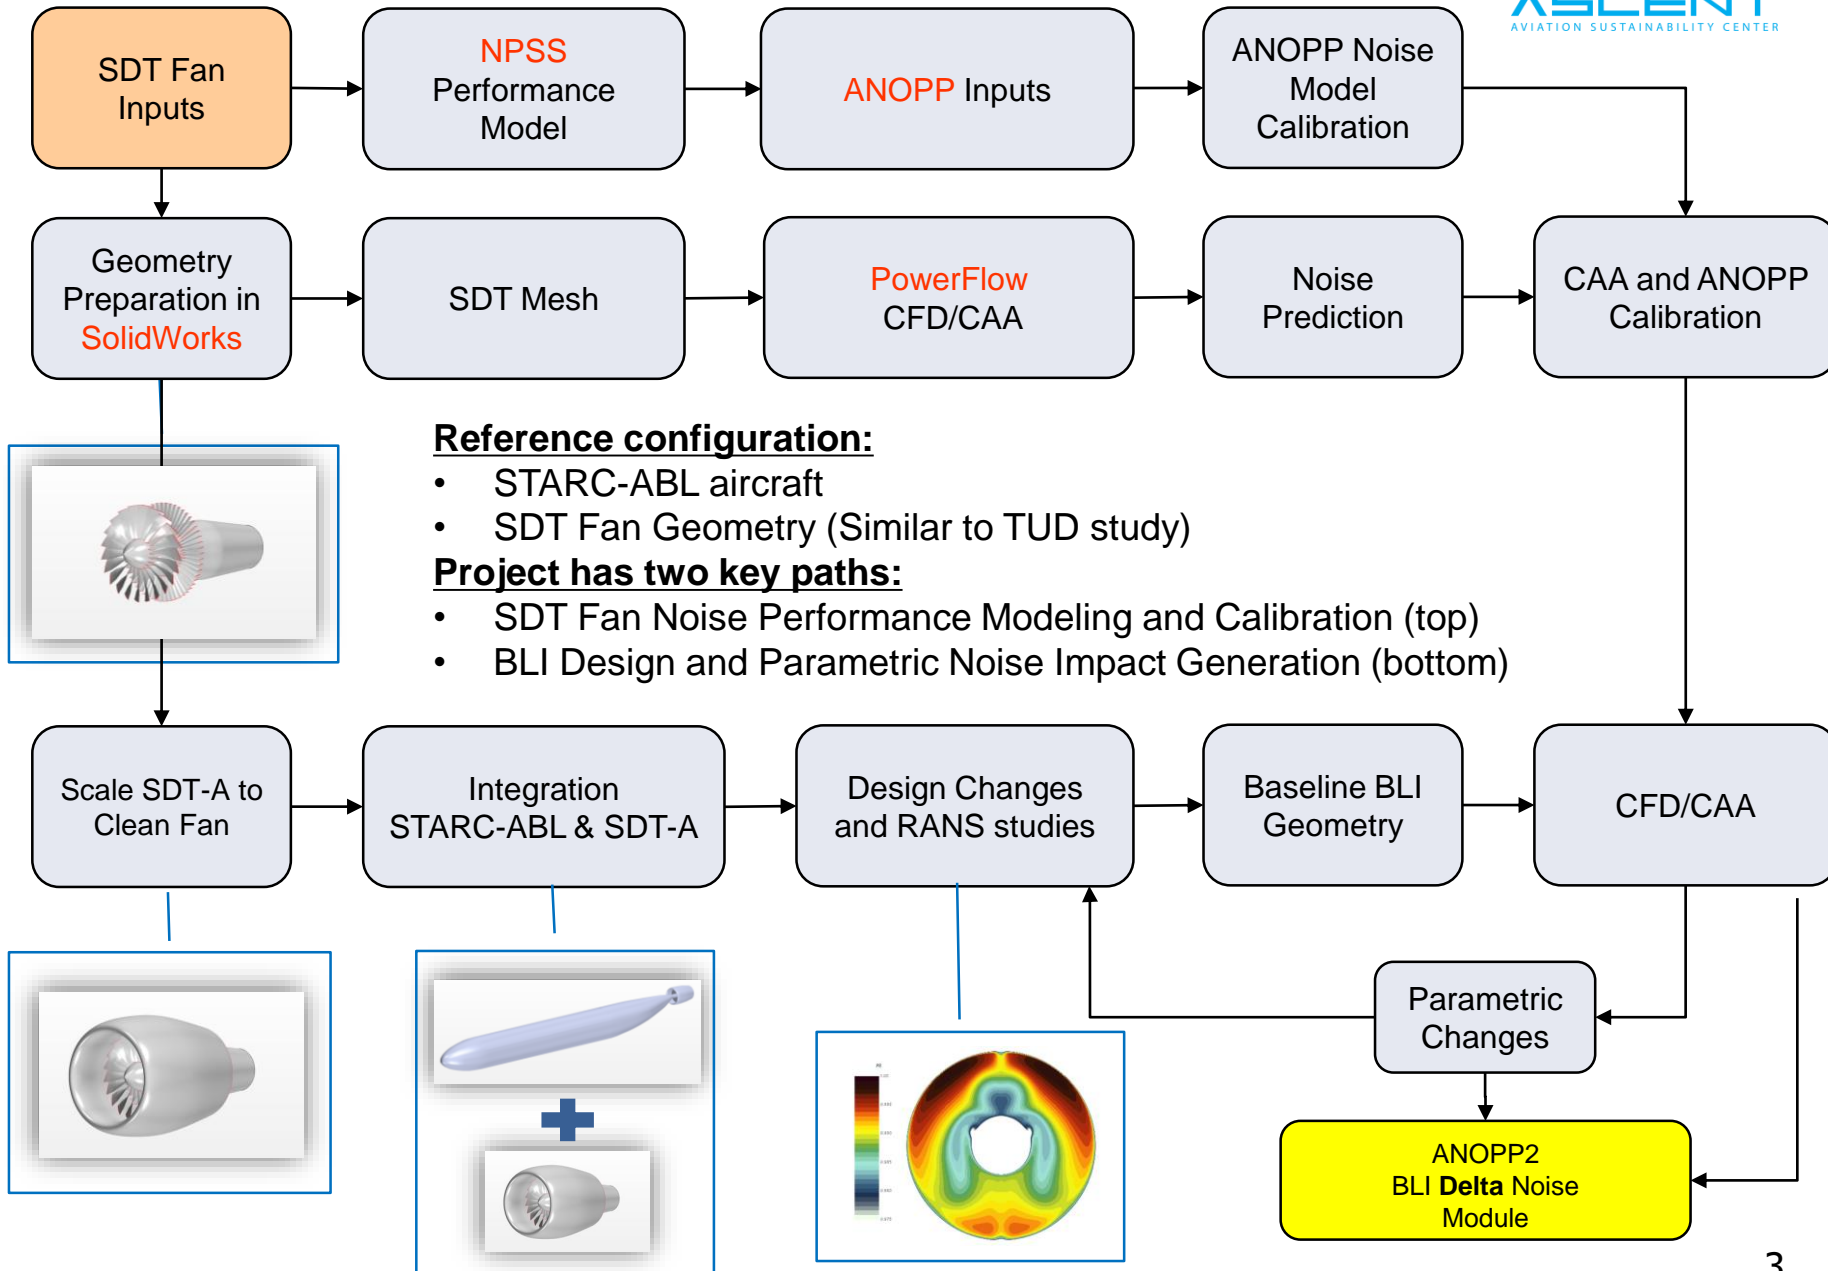 ASCENT
AVIATION SUSTAINABILITY CENTER
SDT Fan
Inputs
NPSS
Performance
Model
ANOPP Inputs
ANOPP Noise
Model
Calibration
Geometry
Preparation in
SolidWorks
SDT Mesh
PowerFlow
CFD/CAA
Noise
Prediction
CAA and ANOPP
Calibration
Reference configuration:
• STARC-ABL aircraft
• SDT Fan Geometry (Similar to TUD study)
Project has two key paths:
• SDT Fan Noise Performance Modeling and Calibration (top)
• BLI Design and Parametric Noise Impact Generation (bottom)
Scale SDT-A to
Clean Fan
Integration
STARC-ABL & SDT-A
Design Changes
and RANS studies
Baseline BLI
Geometry
CFD/CAA
Parametric
Changes
ANOPP2
BLI Delta Noise
Module
3